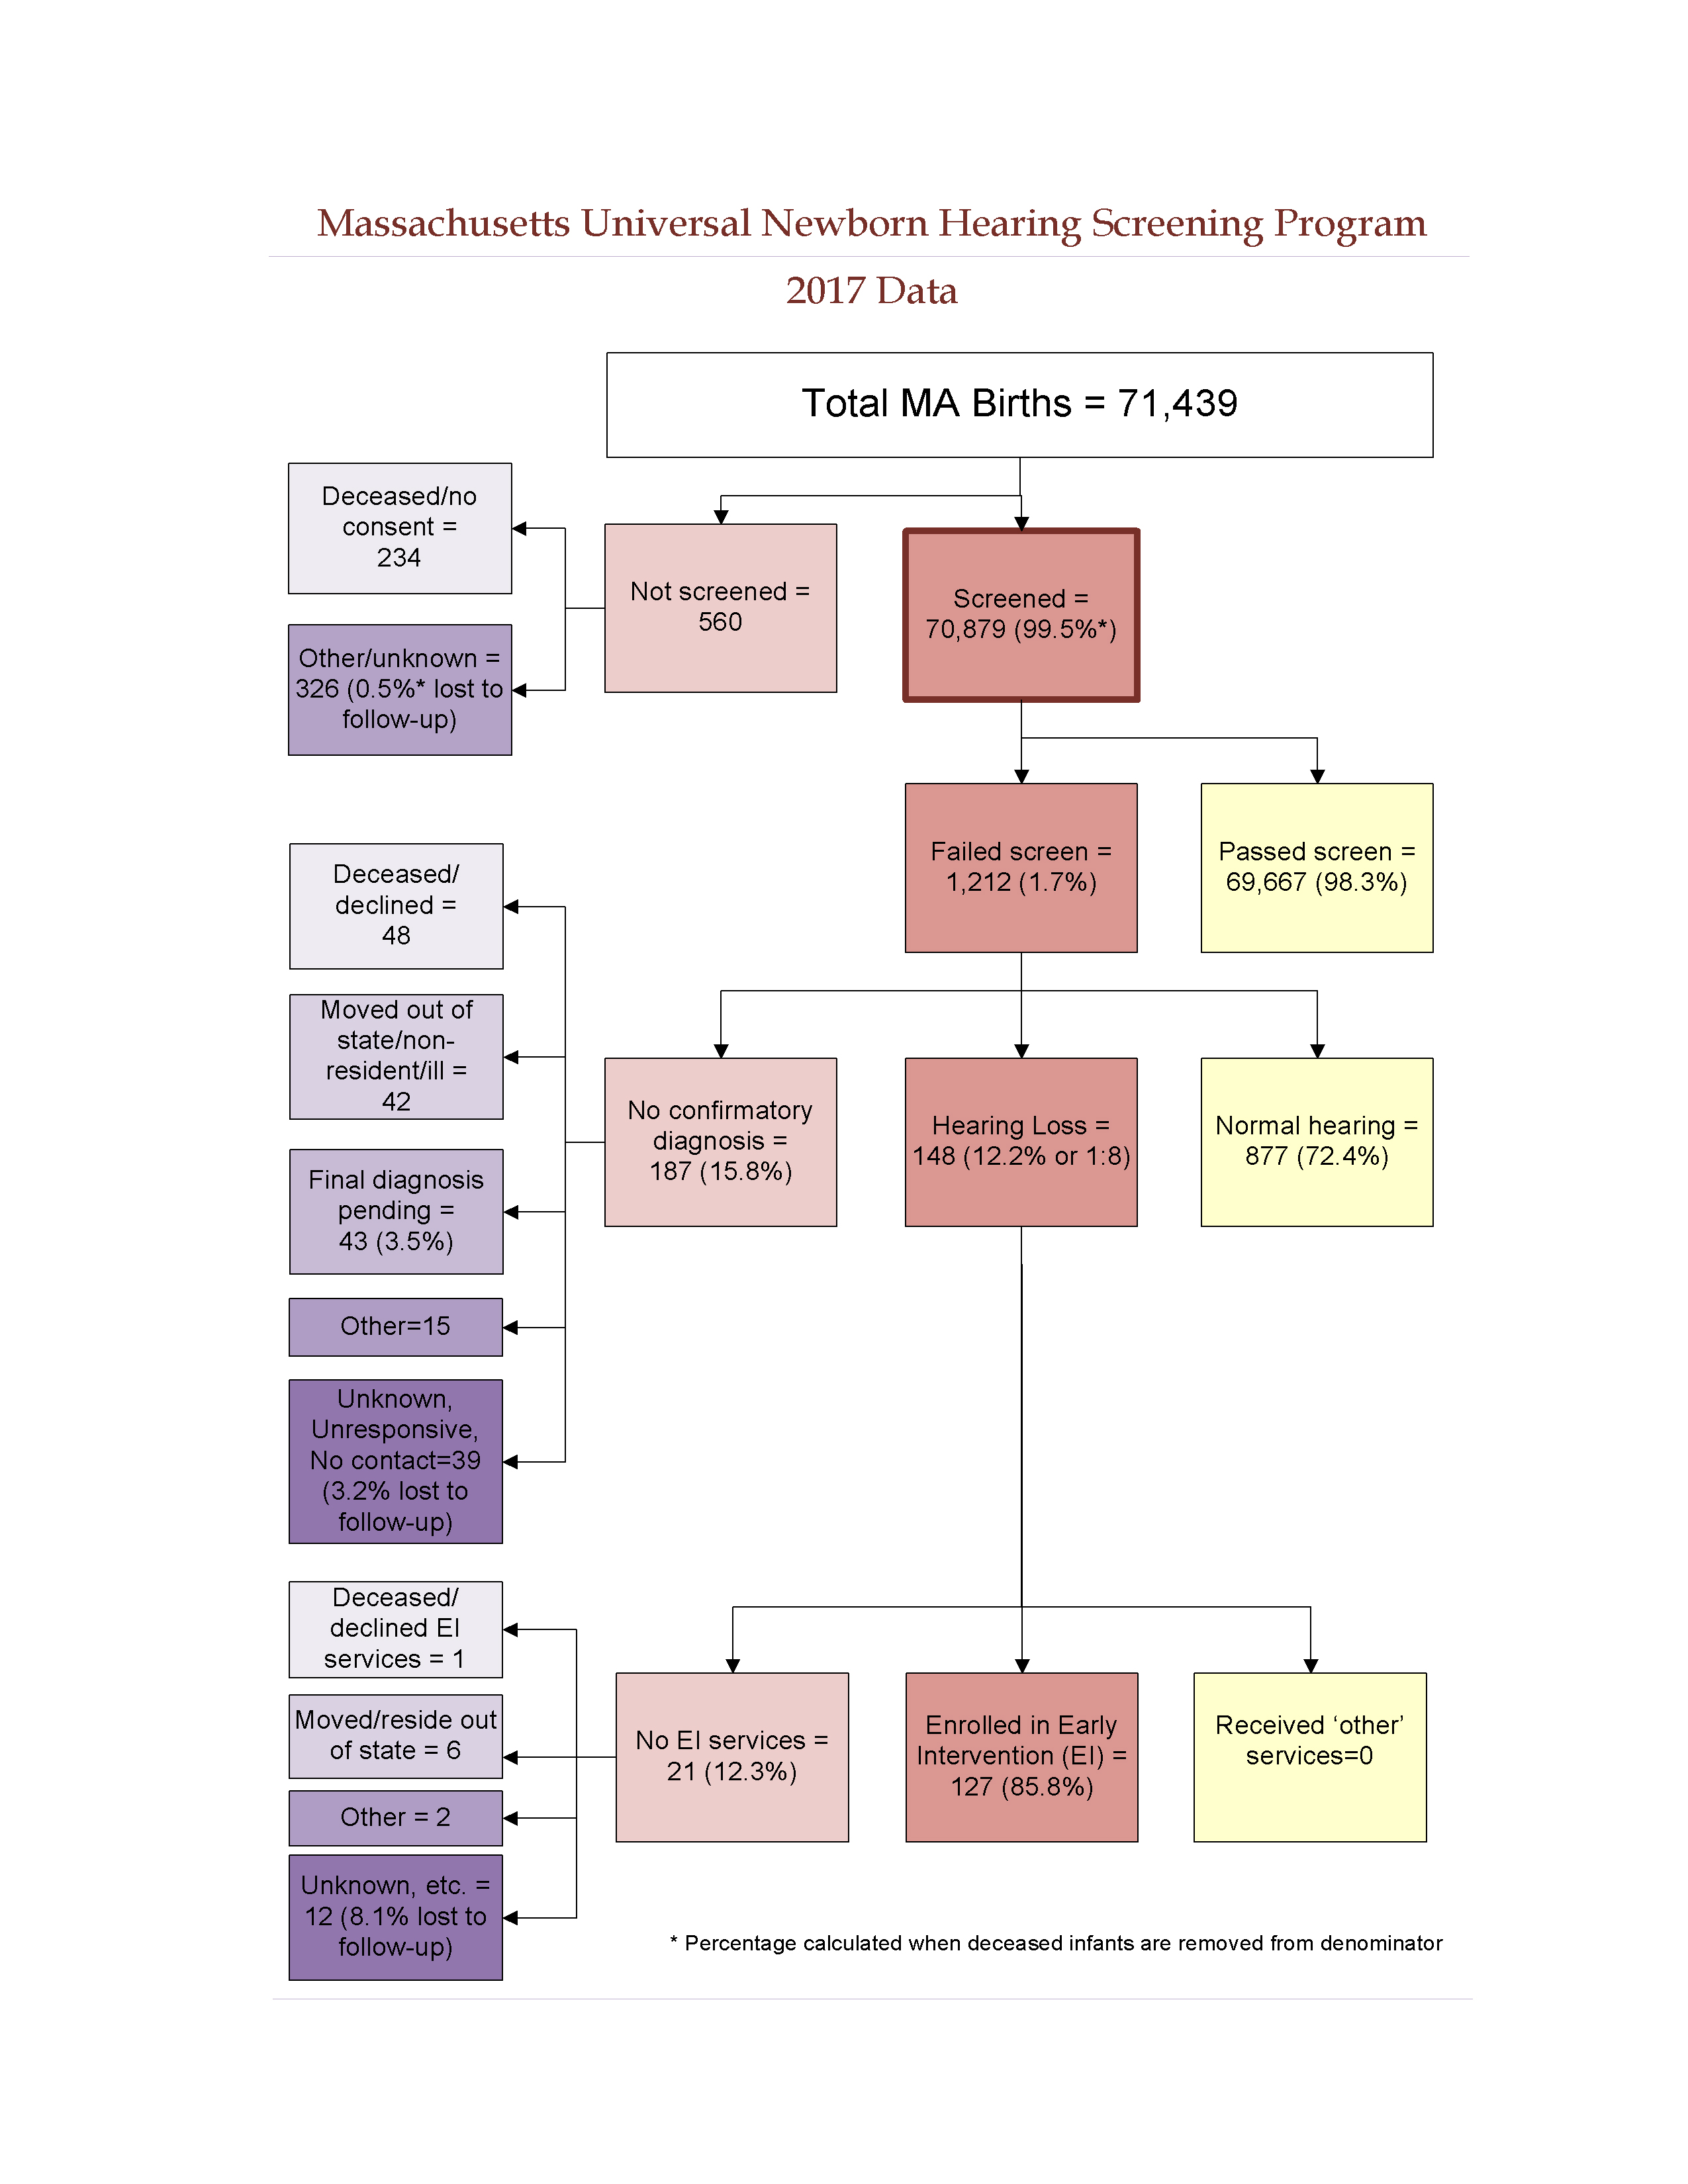 Massachusetts Universal Newborn Hearing Screening Program
2017 Data
Total MA Births = 71,439
Deceased/no
consent =
234
Other/unknown =
326 (0.5%* lost to
follow-up)
Not screened =
560
Screened =
70,879 (99.5%*)
Failed screen =
1,212 (1.7%)
Passed screen =
69,667 (98.3%)
Deceased/
declined =
48
Moved out of
state/non-
resident/ill =
42
Final diagnosis
pending =
43 (3.5%)
Other=15
Unknown,
Unresponsive,
No contact=39
(3.2% lost to
follow-up)
No confirmatory
diagnosis =
187 (15.8%)
Hearing Loss =
148 (12.2% or 1:8)
Normal hearing =
877 (72.4%)
Deceased/
declined EI
services = 1
Moved/reside out
of state = 6
Other = 2
Unknown, etc. =
12 (8.1% lost to
follow-up)
No EI services =
21 (12.3%)
Enrolled in Early
Intervention (EI) =
127 (85.8%)
Received ‘other’
services=0
* Percentage calculated when deceased infants are removed from denominator